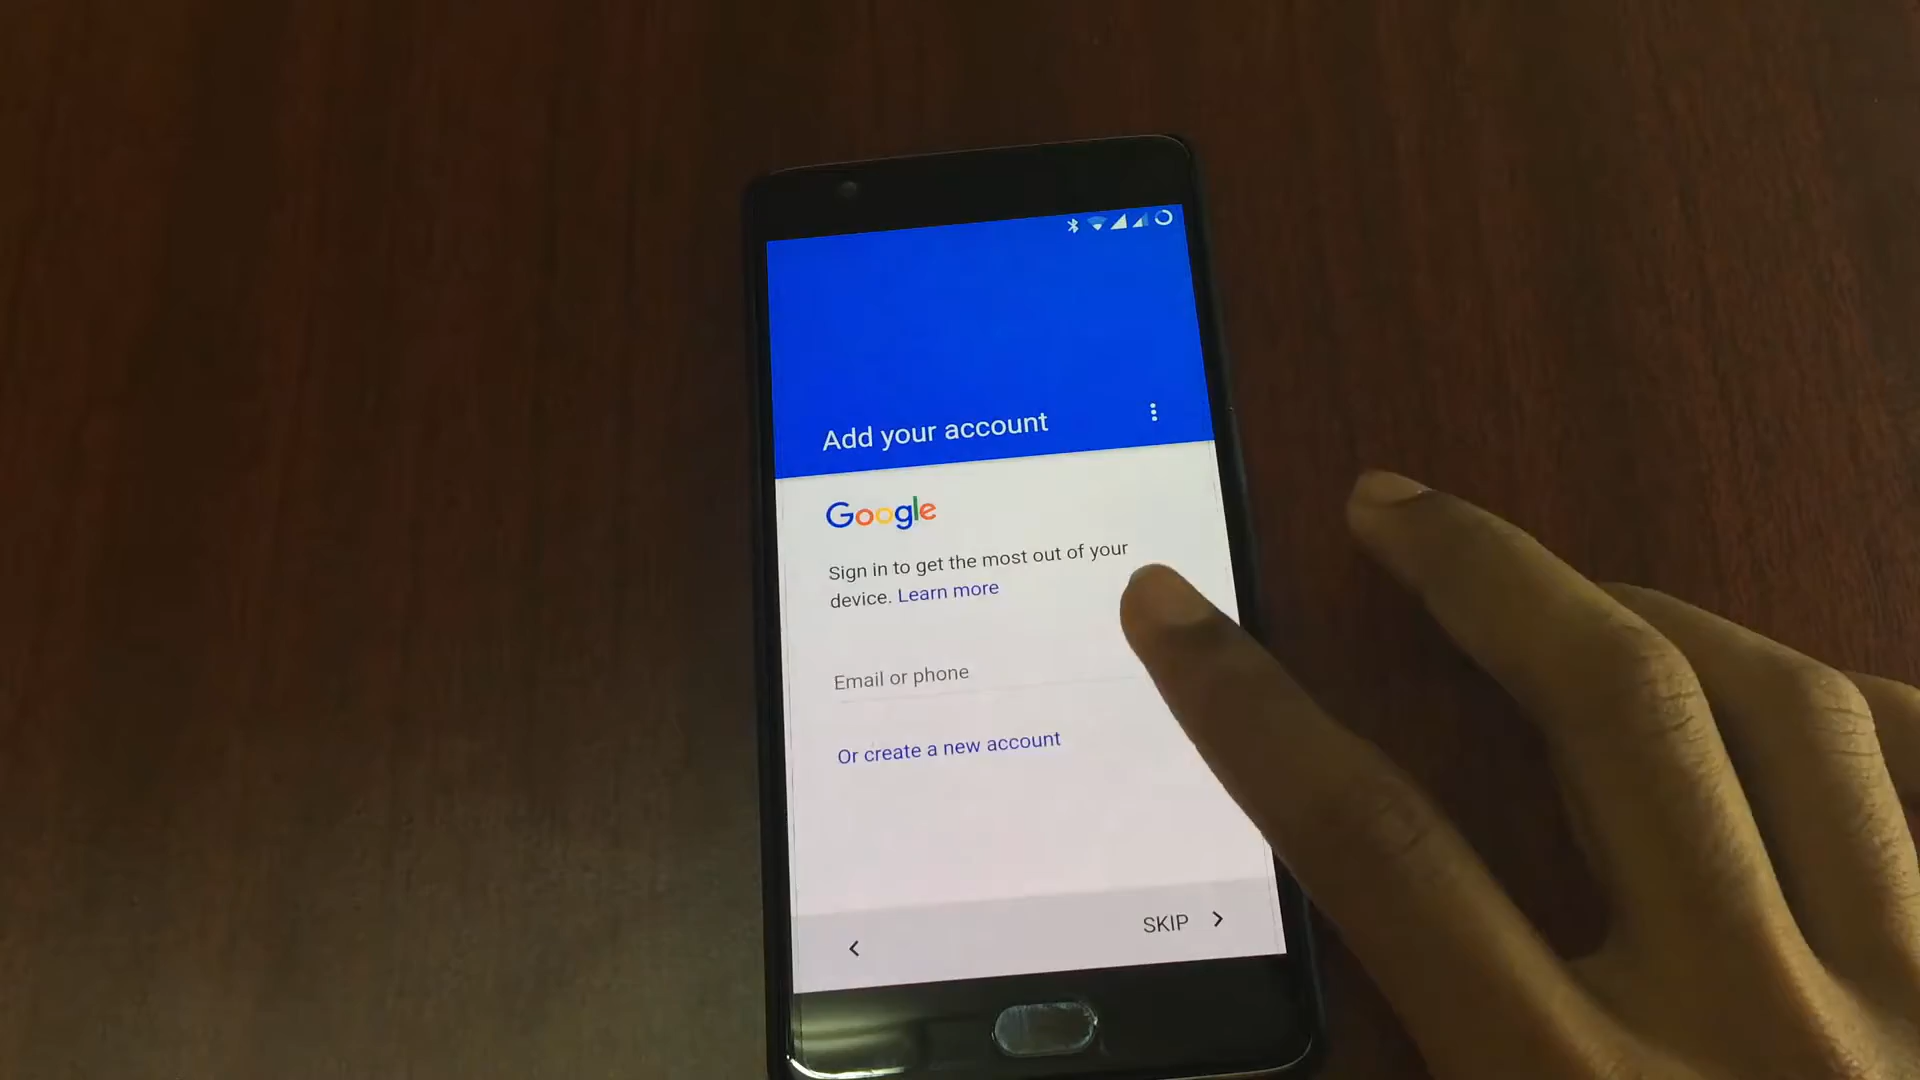 Add your account
Google
Sign in to get the most out of your
device. Learn more
Email or phone
Or create a new account
SKIP